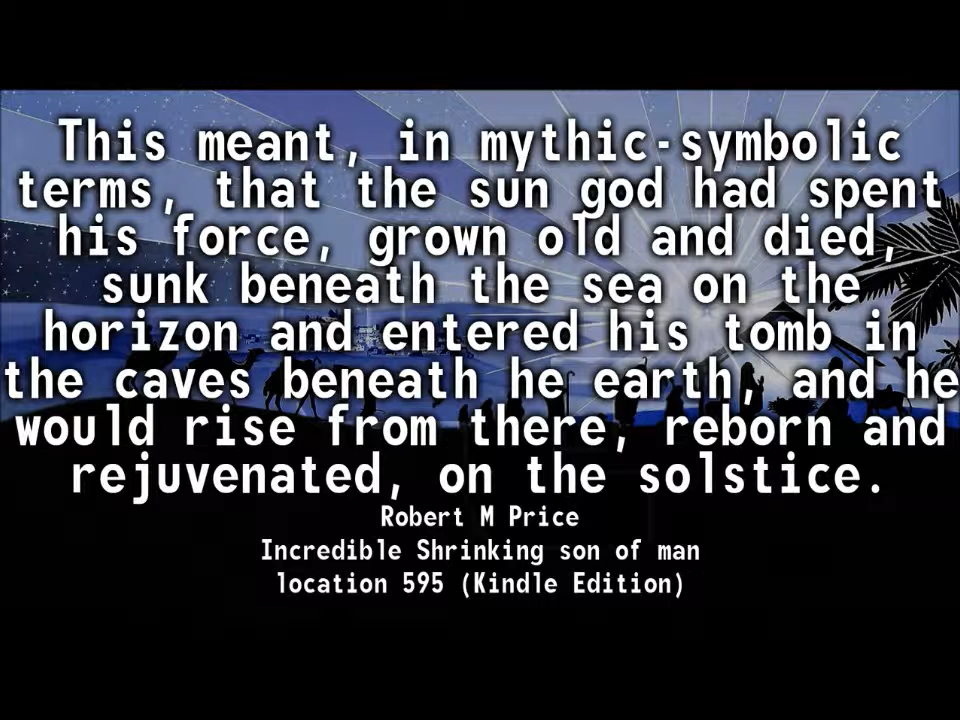 This meant, in mythic-symbolic
terms, that the sun god had spent
his force, grown old and died,
sunk beneath the sea on the
horizon and entered his tomb in
the caves beneath he earth, and he
would rise from there, reborn and
rejuvenated, on the solstice.
Robert M Price
Incredible Shrinking son of man
location 595 (Kindle Edition)